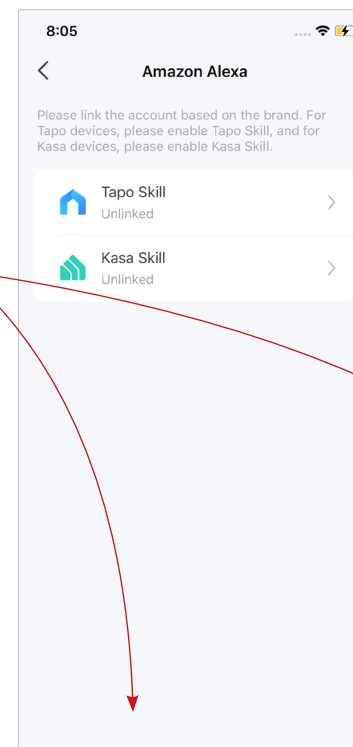 8:05
Amazon Alexa
Please link the account based on the brand. For
Tapo devices, please enable Tapo Skill, and for
Kasa devices, please enable Kasa Skill.
Tapo Skill
Unlinked
Kasa Skill
Unlinked